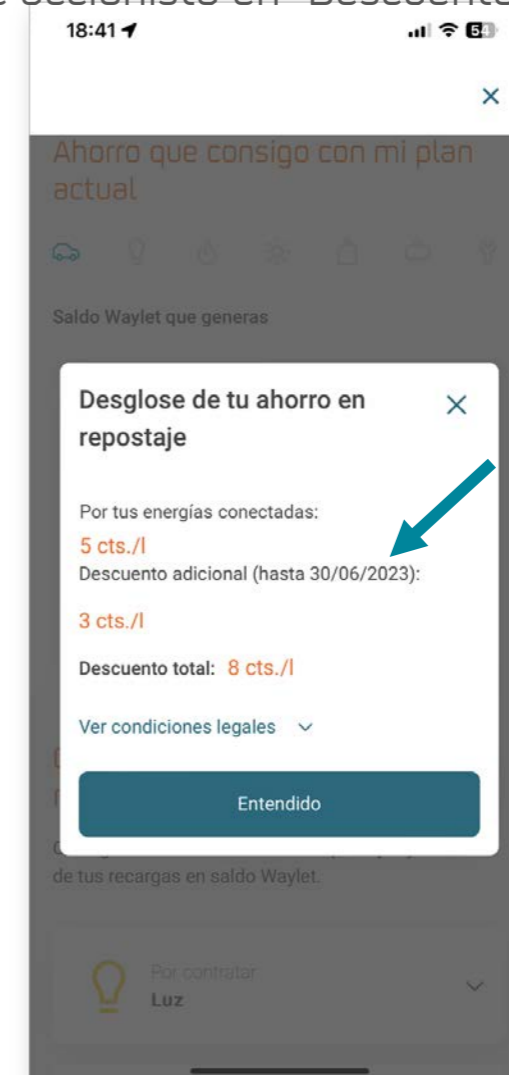 18:41
54
Ahorro que consigo con mi plan
actual
Saldo Waylet que generas
Desglose de tu ahorro en
repostaje
Por tus energías conectadas:
5 cts./l
Descuento adicional (hasta 30/06/2023):
3 cts./l
Descuento total: 8 cts./l
Ver condiciones legales
Entendido
de tus recargas en saldo Waylet.
Por contratar
Luz